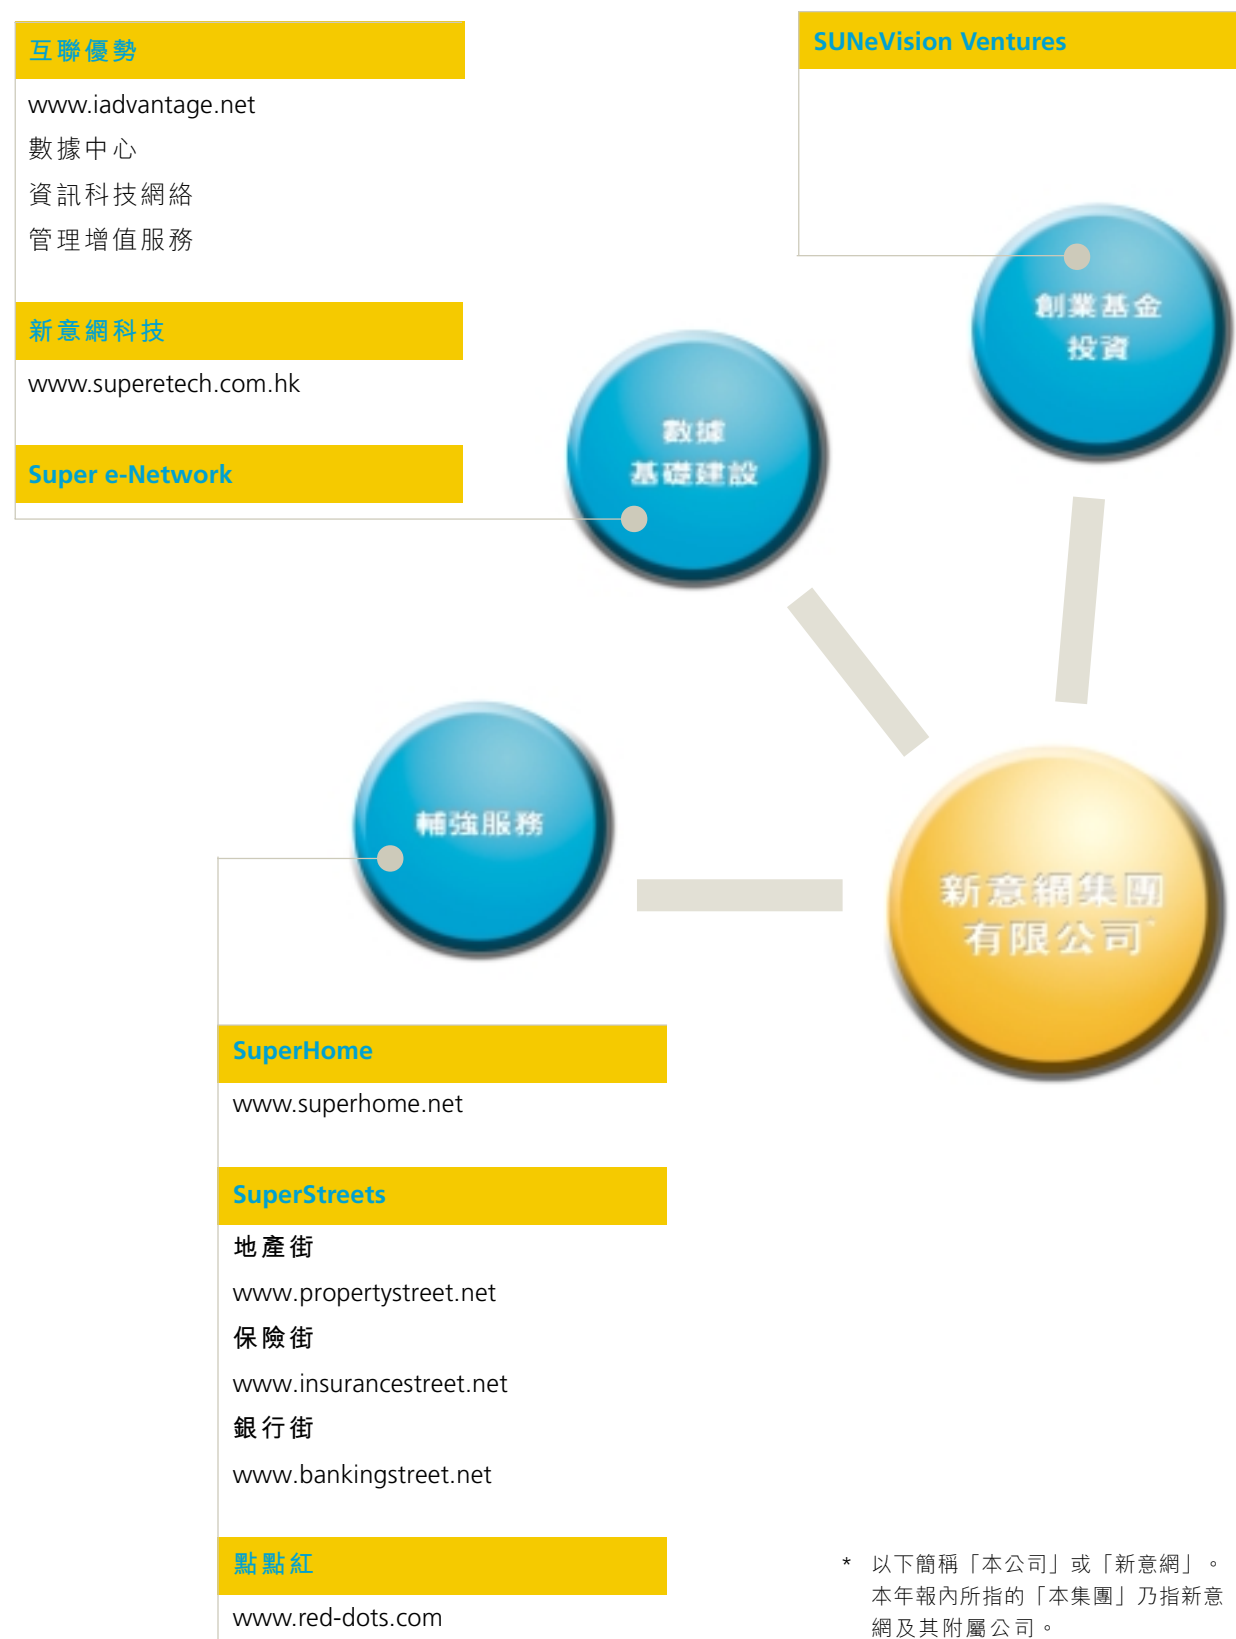 互聯優勢
www.iadvantage.net
數據中心
資訊科技網絡
管理增值服務
新意網科技
www.superetech.com.hk
Super e-Network
SUNeVision Ventures
創業基金
投資
數據
基礎建設
輔強服務
新意網集團
有限公司*
SuperHome
www.superhome.net
SuperStreets
地產街
www.propertystreet.net
保險街
www.insurancestreet.net
銀行街
www.bankingstreet.net
點點紅
www.red-dots.com
* 以下簡稱「本公司」或「新意網」。
本年報內所指的「本集團」乃指新意
網及其附屬公司。